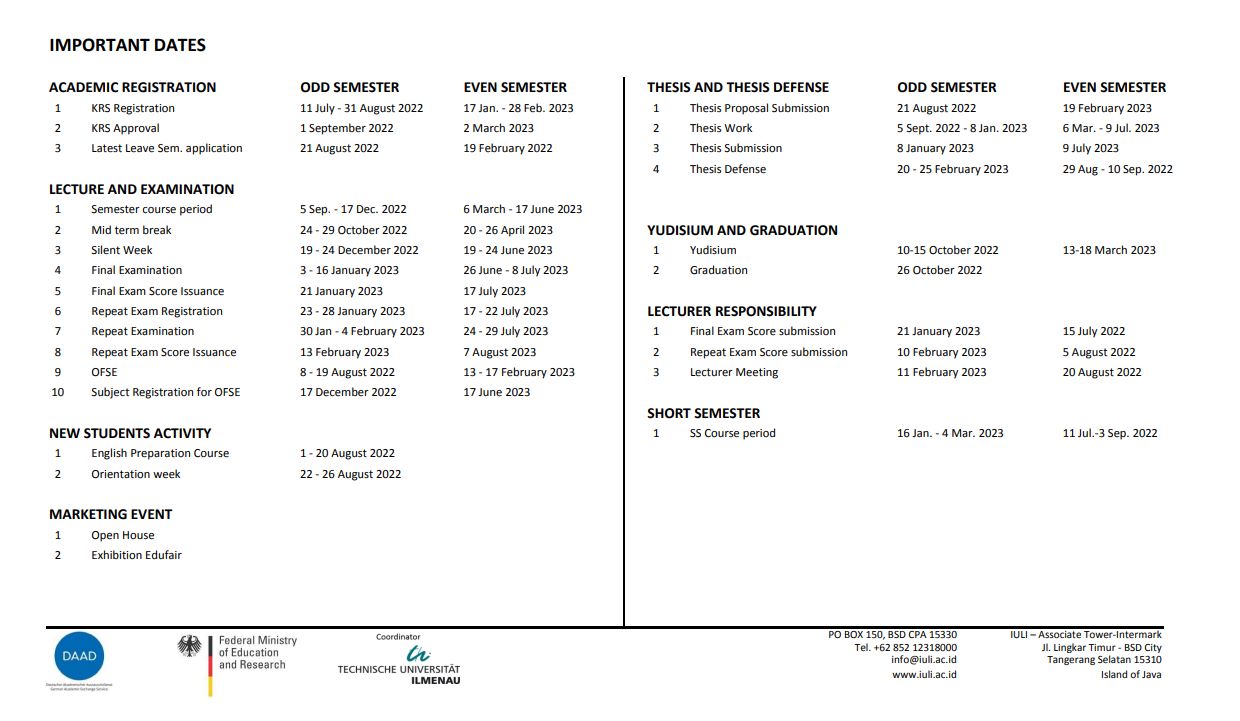 IMPORTANT DATES
ACADEMIC REGISTRATION ODD SEMESTER EVEN SEMESTER
1 KRS Registration 11 July - 31 August 2022 17 Jan. - 28 Feb. 2023
2 KRS Approval 1 September 2022 2 March 2023
3 Latest Leave Sem. application 21 August 2022 19 February 2022
LECTURE AND EXAMINATION
1 Semester course period 5 Sep. - 17 Dec. 2022 6 March - 17 June 2023
2 Mid term break 24 - 29 October 2022 20 - 26 April 2023
3 Silent Week 19 - 24 December 2022 19 - 24 June 2023
4 Final Examination 3 - 16 January 2023 26 June - 8 July 2023
5 Final Exam Score Issuance 21 January 2023 17 July 2023
6 Repeat Exam Registration 23 - 28 January 2023 17 - 22 July 2023
7 Repeat Examination 30 Jan - 4 February 2023 24 - 29 July 2023
8 Repeat Exam Score Issuance 13 February 2023 7 August 2023
9 OFSE 8 - 19 August 2022 13 - 17 February 2023
10 Subject Registration for OFSE 17 December 2022 17 June 2023
NEW STUDENTS ACTIVITY
1 English Preparation Course 1 - 20 August 2022
2 Orientation week 22 - 26 August 2022
MARKETING EVENT
1 Open House
2 Exhibition Edufair
THESIS AND THESIS DEFENSE ODD SEMESTER EVEN SEMESTER
1 Thesis Proposal Submission 21 August 2022 19 February 2023
2 Thesis Work 5 Sept. 2022 - 8 Jan. 2023 6 Mar. - 9 Jul. 2023
3 Thesis Submission 8 January 2023 9 July 2023
4 Thesis Defense 20 - 25 February 2023 29 Aug - 10 Sep. 2022
YUDISIUM AND GRADUATION
1 Yudisium 10-15 October 2022 13-18 March 2023
2 Graduation 26 October 2022
LECTURER RESPONSIBILITY
1 Final Exam Score submission 21 January 2023 15 July 2022
2 Repeat Exam Score submission 10 February 2023 5 August 2022
3 Lecturer Meeting 11 February 2023 20 August 2022
SHORT SEMESTER
1 SS Course period 16 Jan. - 4 Mar. 2023 11 Jul.-3 Sep. 2022
DAAD
Deutscher Akademischer Austauschdienst
German Academic Exchange Service
Federal Ministry
of Education
and Research
Coordinator
TECHNISCHE UNIVERSITÄT
ILMENAU
PO BOX 150, BSD CPA 15330
Tel. +62 852 12318000
info@iuli.ac.id
www.iuli.ac.id
IULI – Associate Tower-Intermark
Jl. Lingkar Timur - BSD City
Tangerang Selatan 15310
Island of Java